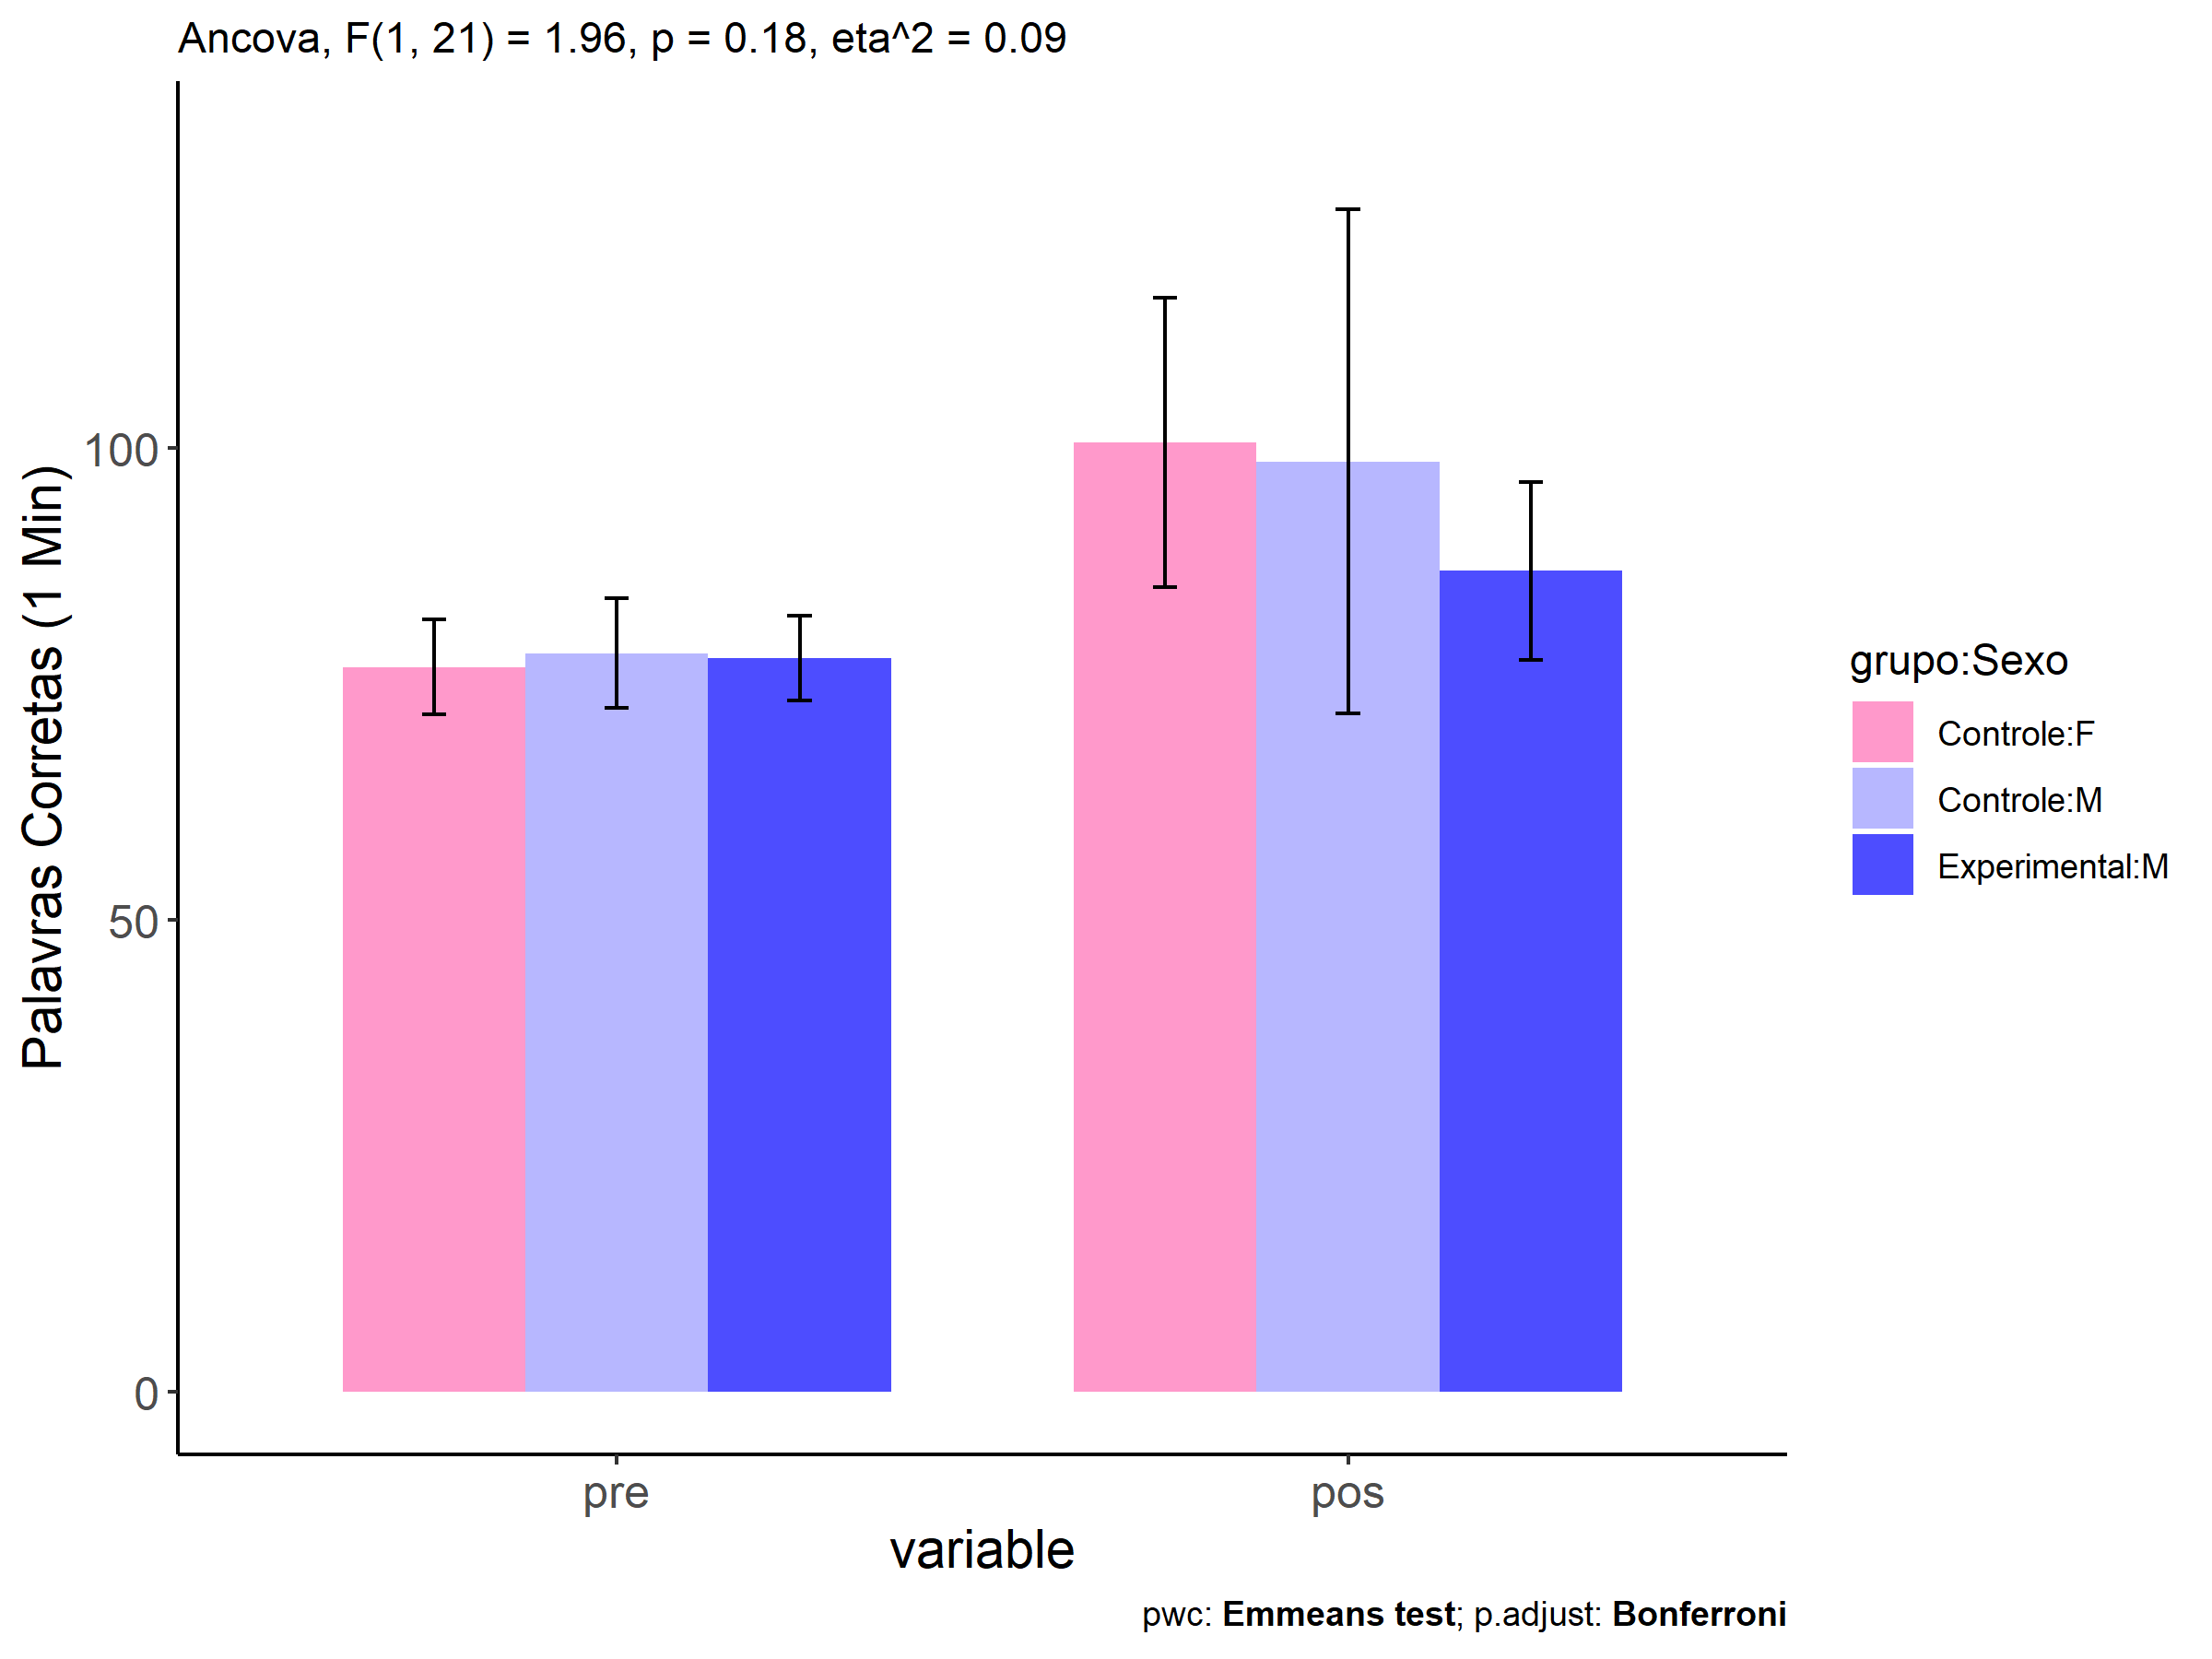 Ancova, F(1, 21) = 1.96, p = 0.18, eta^2 = 0.09
Palavras Corretas (1 Min)
100
50
0
pre
pos
variable
grupo:Sexo
Controle:F
Controle:M
Experimental:M
pwc: Emmeans test; p.adjust: Bonferroni